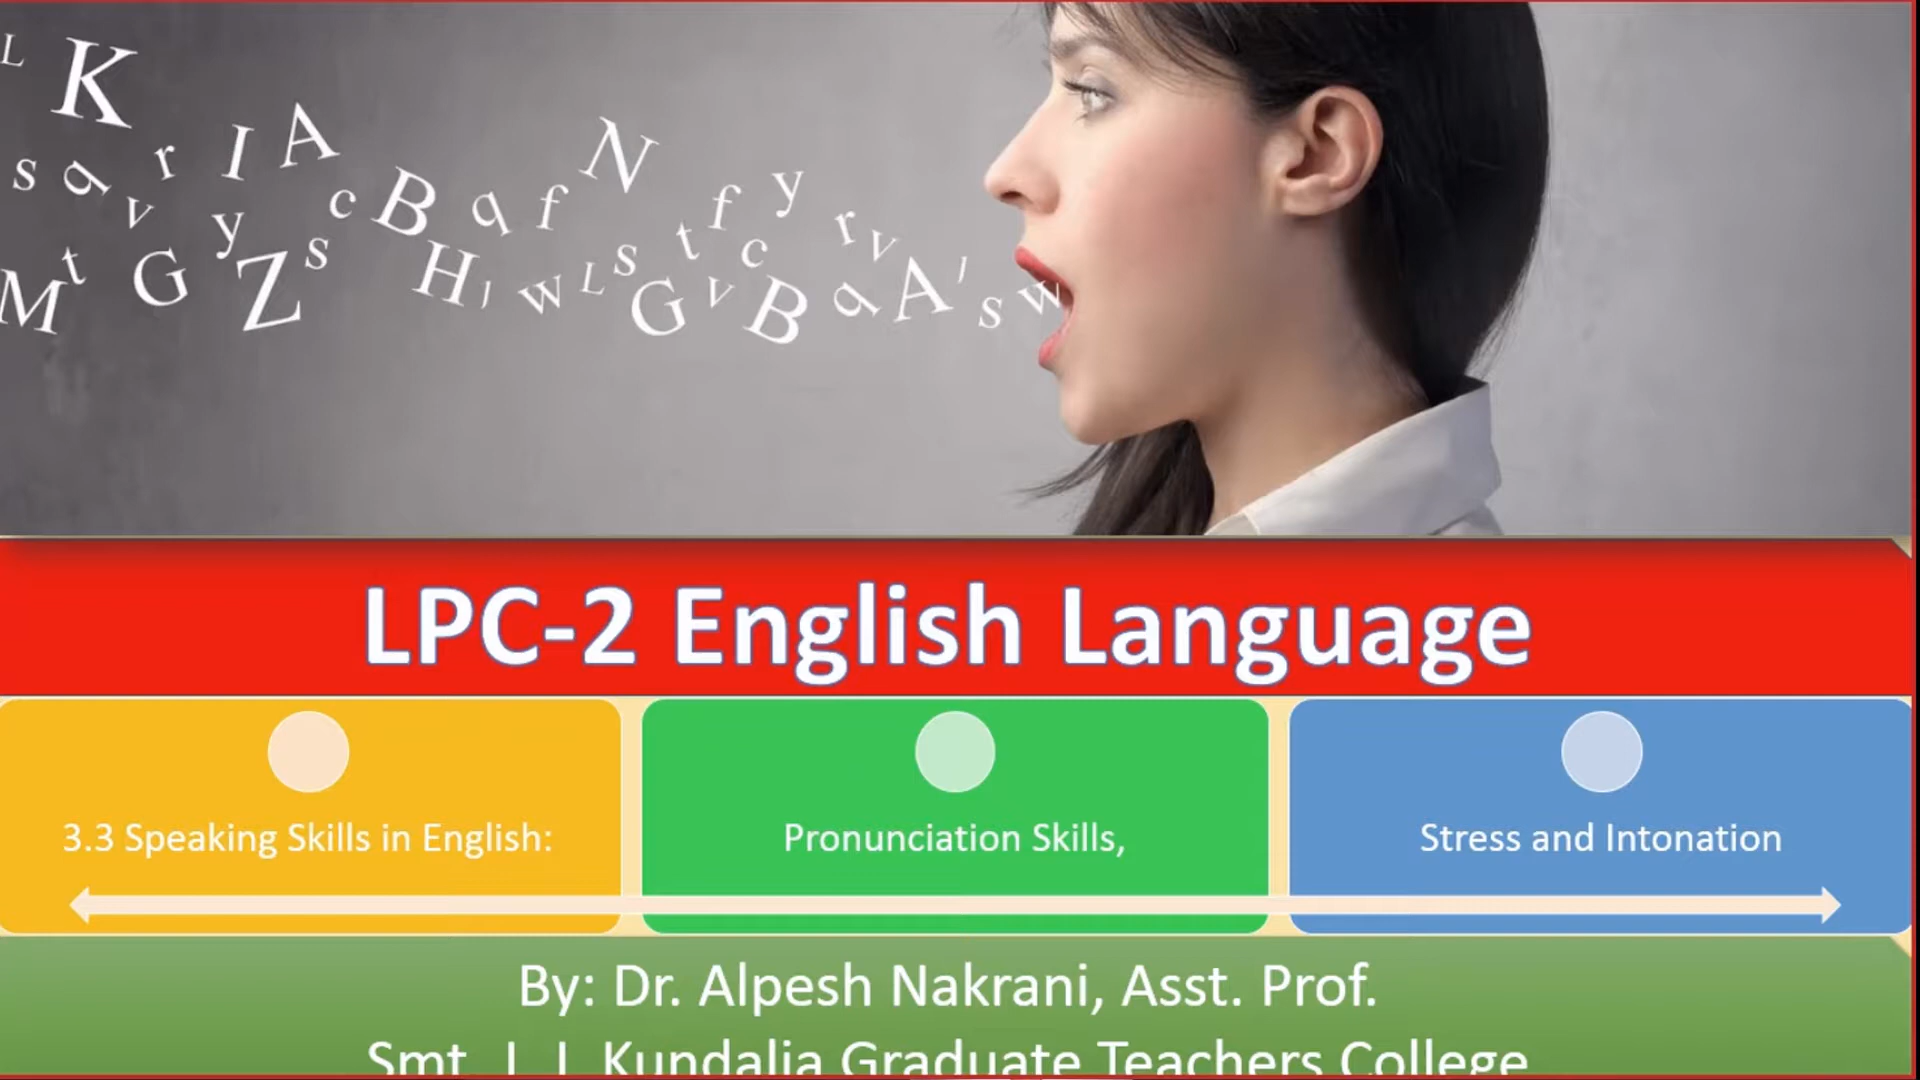 LPC-2 English Language
3.3 Speaking Skills in English:
Pronunciation Skills,
Stress and Intonation
By: Dr. Alpesh Nakrani, Asst. Prof.
Smt. J. J. Kundalia Graduate Teachers College